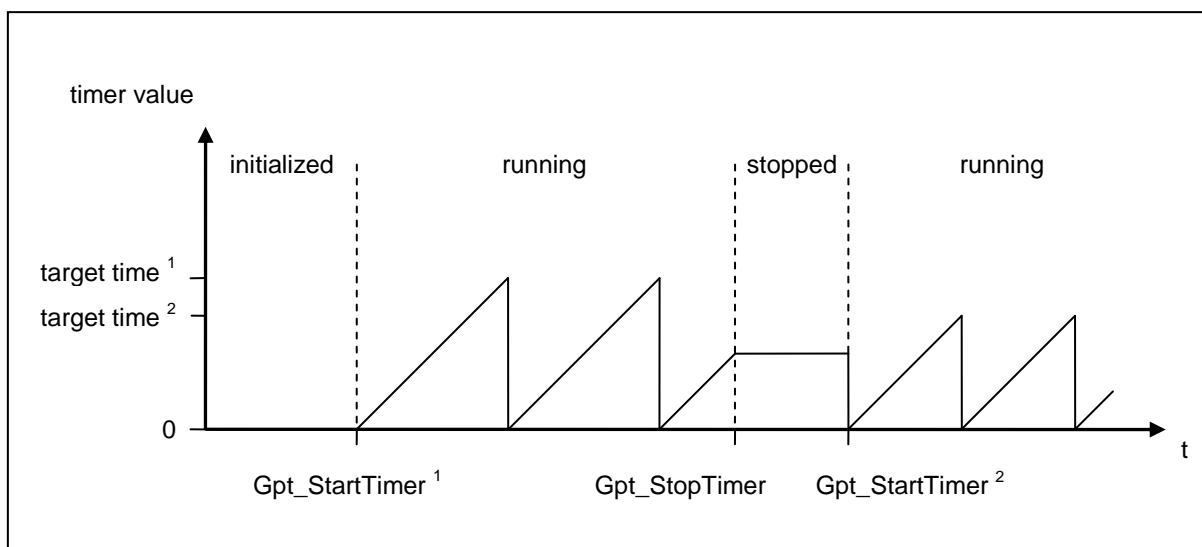 timer value
initialized running stopped running
target time 1
target time 2
0
t
Gpt_StartTimer 1 Gpt_StopTimer Gpt_StartTimer 2